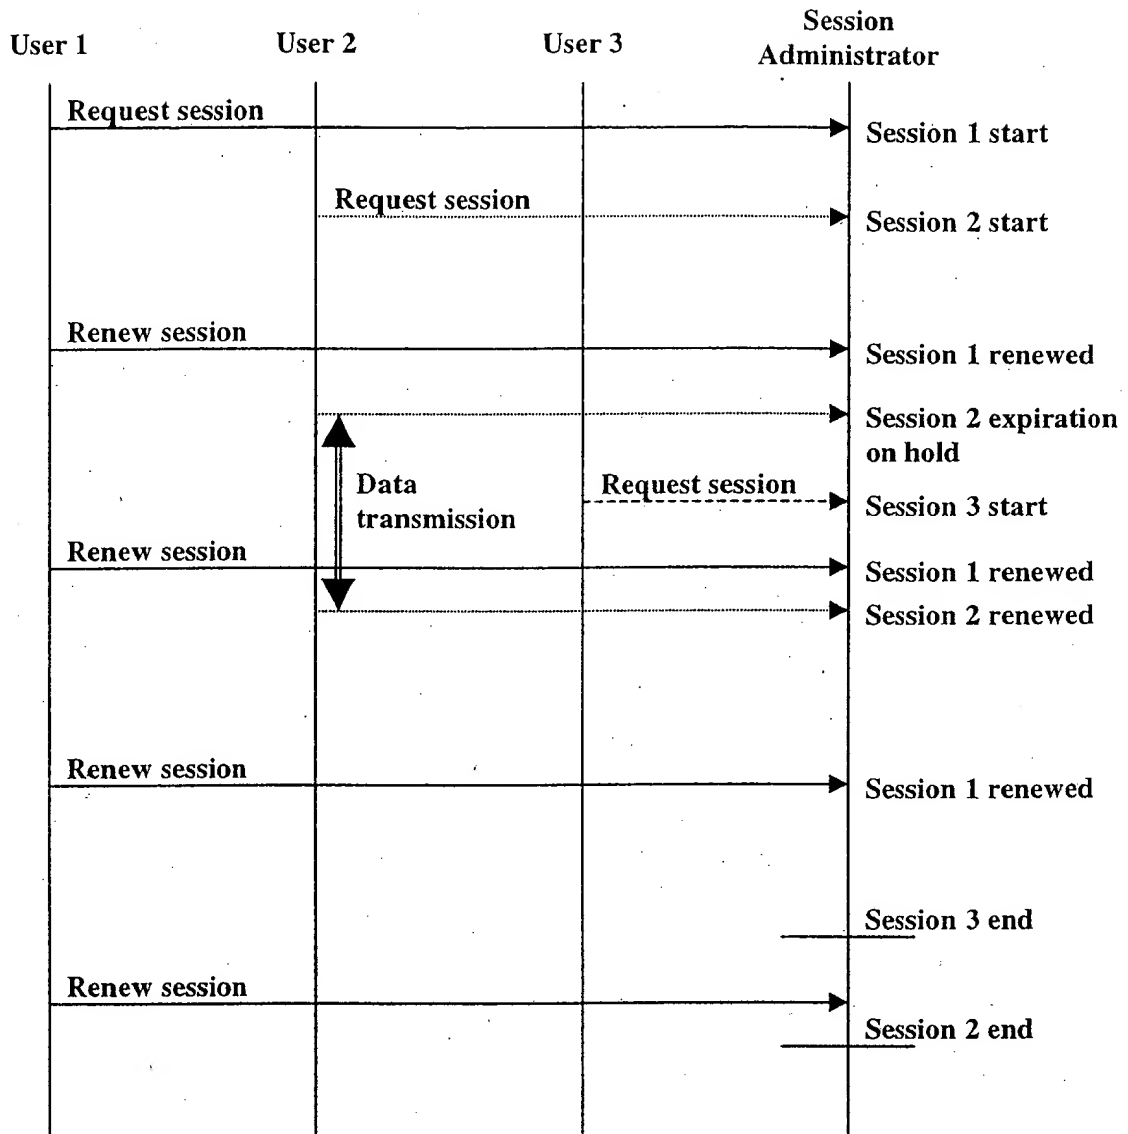 User 1
User 2
User 3
Session
Administrator
Request session
Session 1 start
Request session
Session 2 start
Renew session
Session 1 renewed
Session 2 expiration
on hold
Data
transmission
Request session
Session 3 start
Renew session
Session 1 renewed
Session 2 renewed
Renew session
Session 1 renewed
Session 3 end
Renew session
Session 2 end